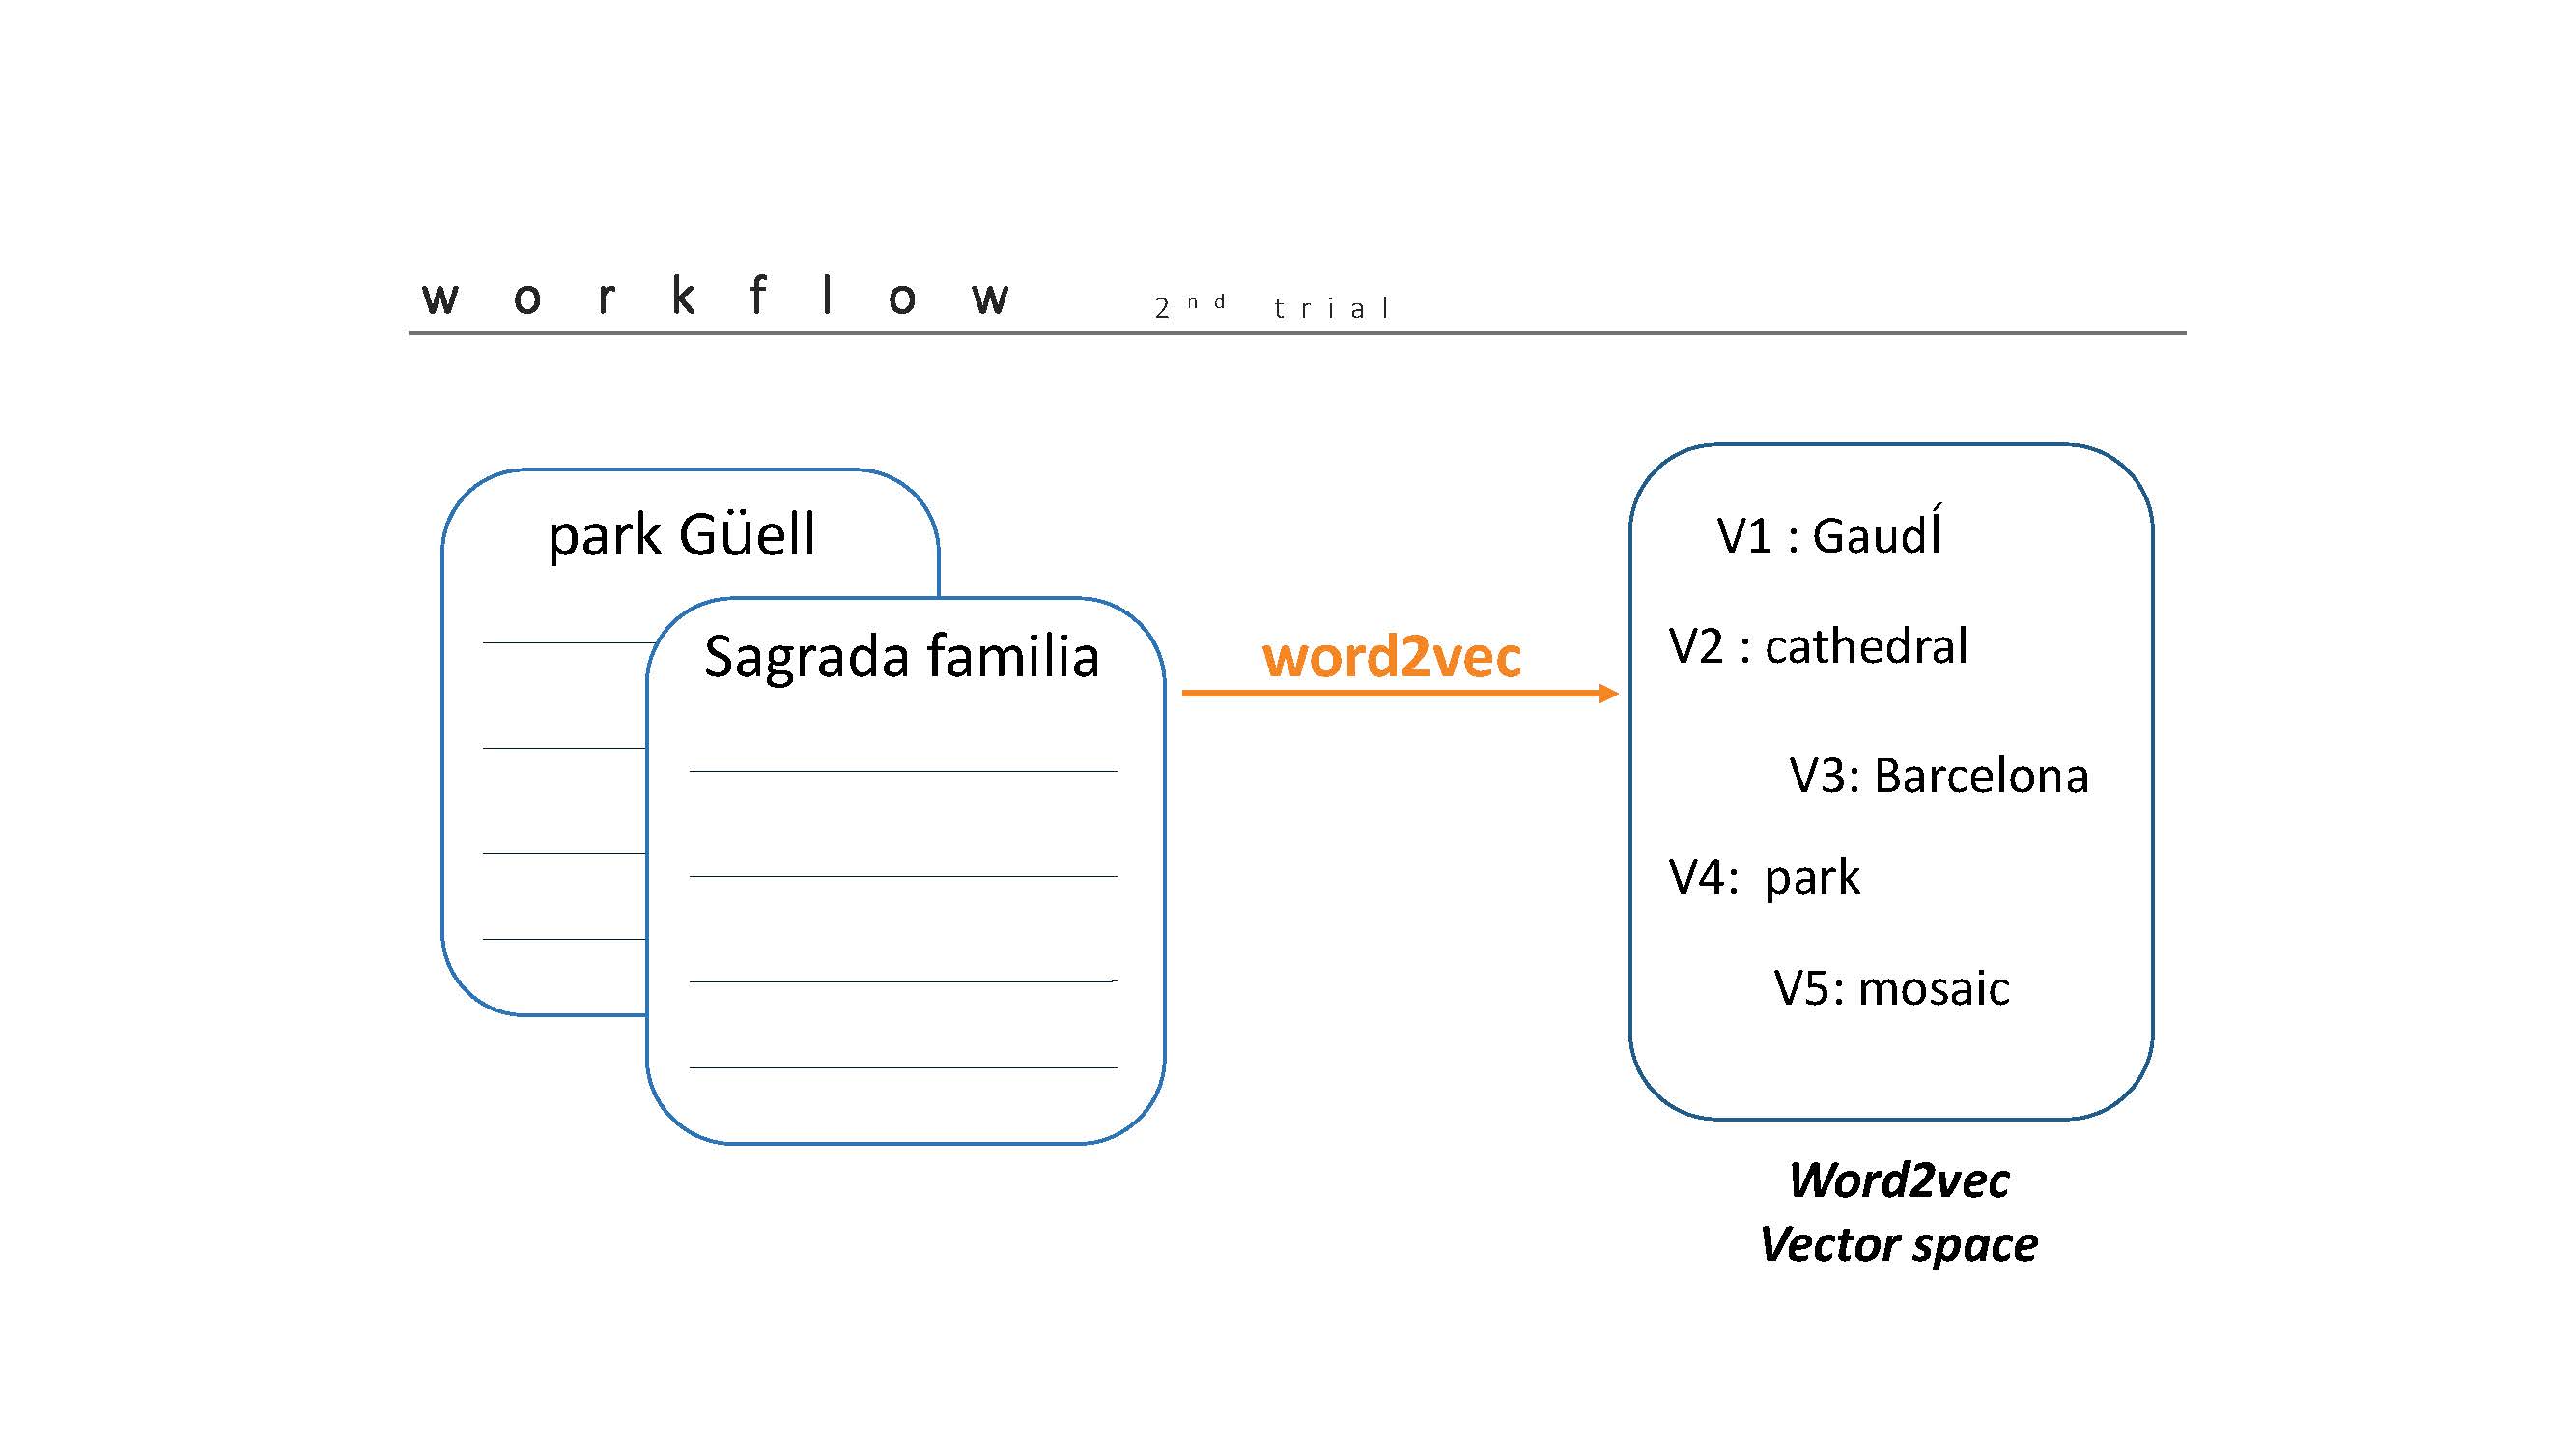 workflow 2nd trial
park Güell
Sagrada familia
word2vec
V1 : GaudÍ
V2 : cathedral
V3: Barcelona
V4: park
V5: mosaic
Word2vec
Vector space